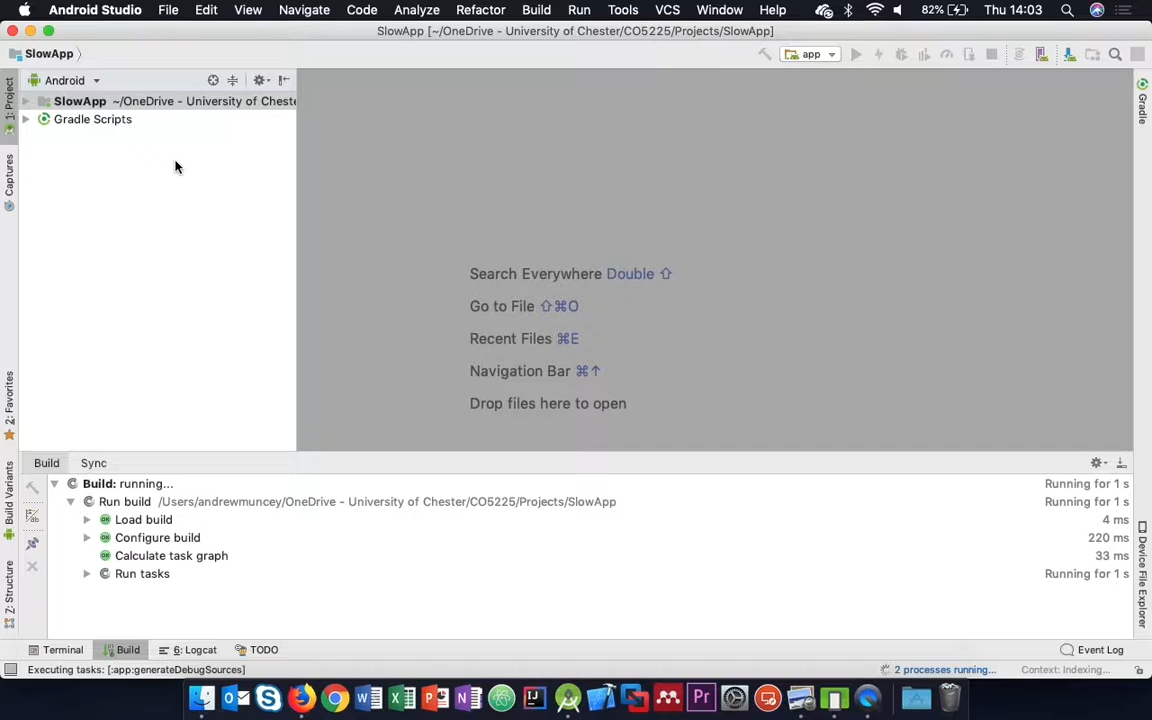 Android Studio File Edit View Navigate Code Analyze Refactor Build Run Tools VCS Window Help 82% Thu 14:03
SlowApp [~/OneDrive - University of Chester/CO5225/Projects/SlowApp]
SlowApp
app
Android
SlowApp ~/OneDrive - University of Cheste
Gradle Scripts
1: Project
Captures
2: Favorites
Build Variants
7: Structure
Gradle
Device File Explorer
Search Everywhere Double ⇧
Go to File ⇧⌘O
Recent Files ⌘E
Navigation Bar ⌘↑
Drop files here to open
Build Sync
Build: running... Running for 1 s
Run build /Users/andrewmuncey/OneDrive - University of Chester/CO5225/Projects/SlowApp Running for 1 s
Load build 4 ms
Configure build 220 ms
Calculate task graph 33 ms
Run tasks Running for 1 s
Terminal Build 6: Logcat TODO Event Log
Executing tasks: [:app:generateDebugSources] 2 processes running... Context: Indexing...